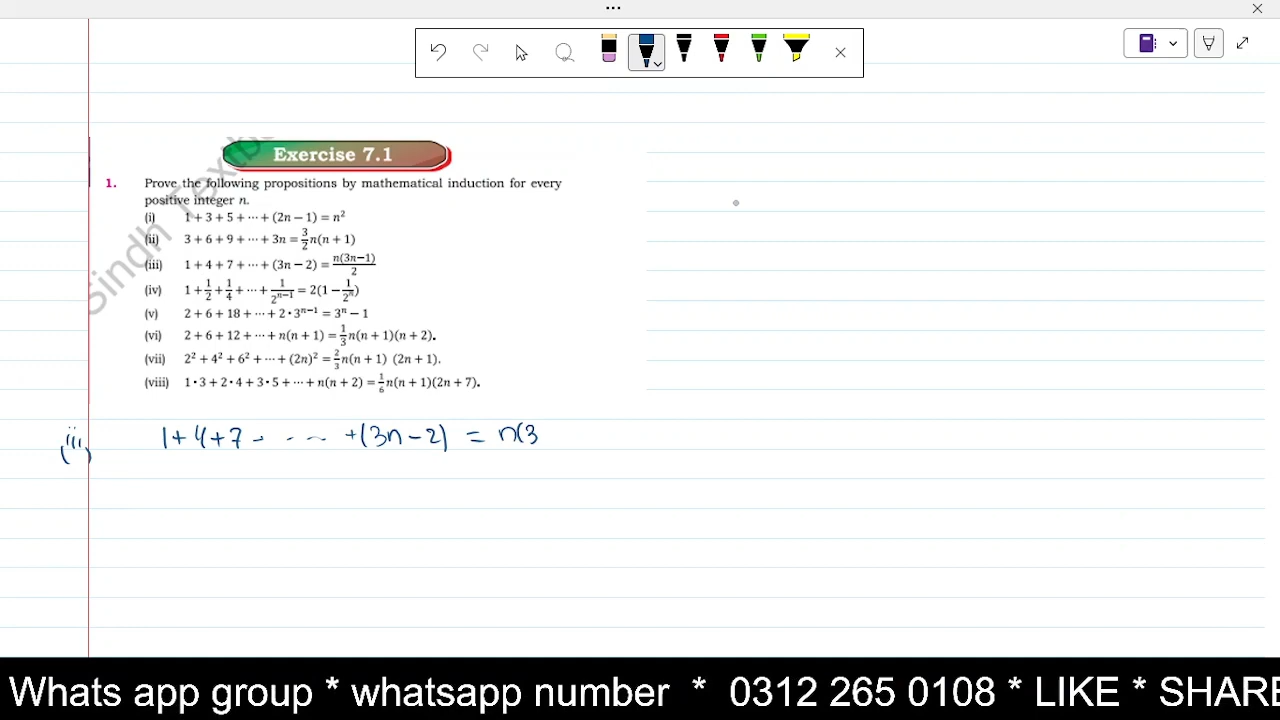 Exercise 7.1
Sindh Textb
1. Prove the following propositions by mathematical induction for every
positive integer n.
(i) 1 + 3 + 5 + ⋯ + (2n − 1) = n²
(ii) 3 + 6 + 9 + ⋯ + 3n = 3/2 n(n + 1)
(iii) 1 + 4 + 7 + ⋯ + (3n − 2) = n(3n−1)/2
(iv) 1 + 1/2 + 1/4 + ⋯ + 1/2ⁿ⁻¹ = 2(1 − 1/2ⁿ)
(v) 2 + 6 + 18 + ⋯ + 2 • 3ⁿ⁻¹ = 3ⁿ − 1
(vi) 2 + 6 + 12 + ⋯ + n(n + 1) = 1/3 n(n + 1)(n + 2).
(vii) 2² + 4² + 6² + ⋯ + (2n)² = 2/3 n(n + 1) (2n + 1).
(viii) 1 • 3 + 2 • 4 + 3 • 5 + ⋯ + n(n + 2) = 1/6 n(n + 1)(2n + 7).
(iii) 1 + 4 + 7 + ..... + (3n − 2) = n(3
Whats app group * whatsapp number * 0312 265 0108 * LIKE * SHARE